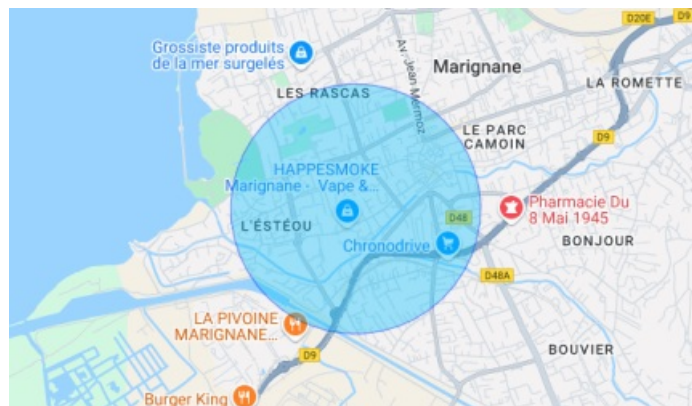 D20E
D9
Grossiste produits
de la mer surgelés
Av. Jean Mermoz
Marignane
LES RASCAS
LA ROMETTE
LE PARC
CAMOIN
D9
HAPPESMOKE
Marignane - Vape &...
Pharmacie Du
8 Mai 1945
D48
L'ÉSTÉOU
Chronodrive
BONJOUR
D48A
LA PIVOINE
MARIGNANE...
D9
BOUVIER
Burger King